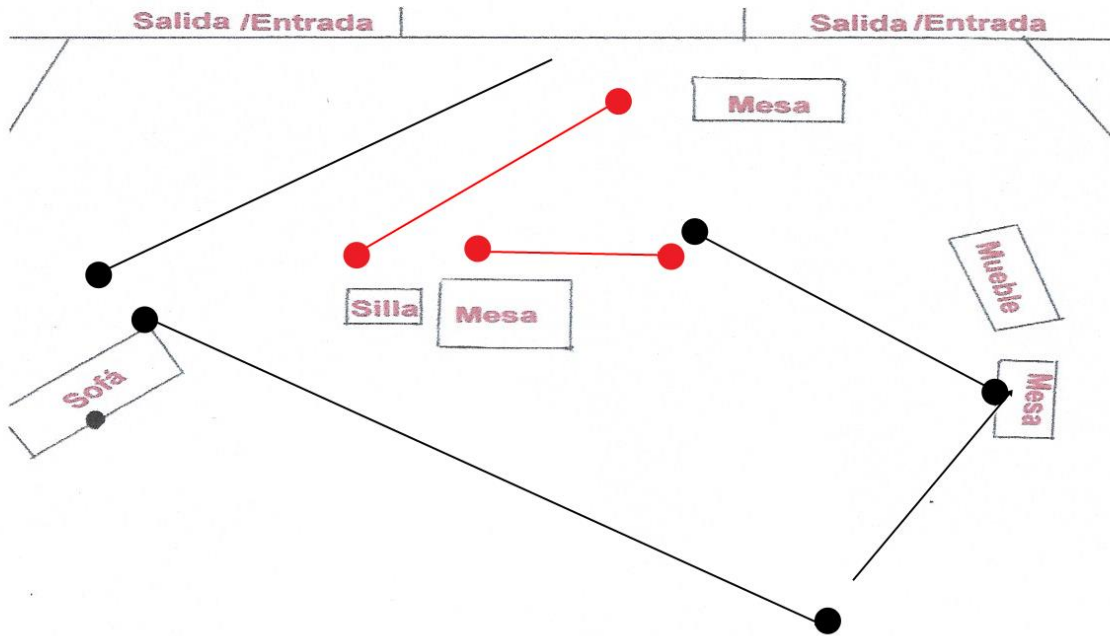 Salida /Entrada
Salida /Entrada
Mesa
Mueble
Silla
Mesa
Sofá
Mesa